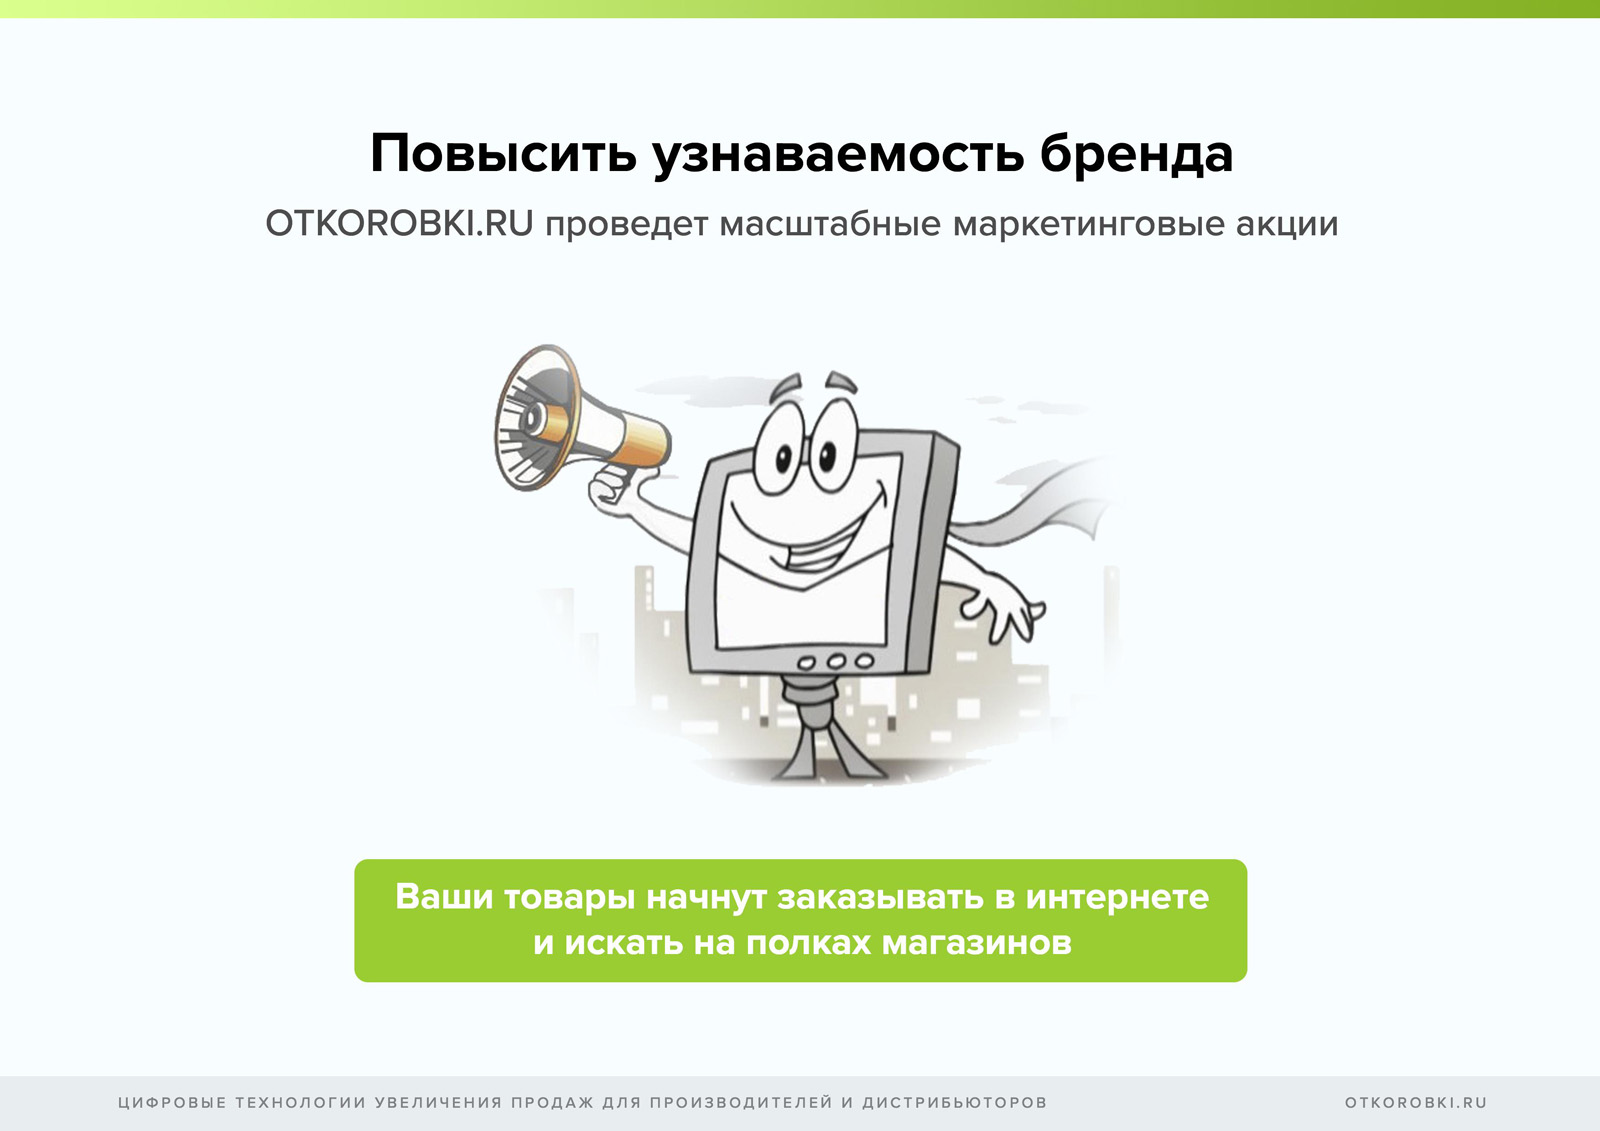 Повысить узнаваемость бренда
OTKOROBKI.RU проведет масштабные маркетинговые акции
Ваши товары начнут заказывать в интернете
и искать на полках магазинов
ЦИФРОВЫЕ ТЕХНОЛОГИИ УВЕЛИЧЕНИЯ ПРОДАЖ ДЛЯ ПРОИЗВОДИТЕЛЕЙ И ДИСТРИБЬЮТОРОВ
OTKOROBKI.RU